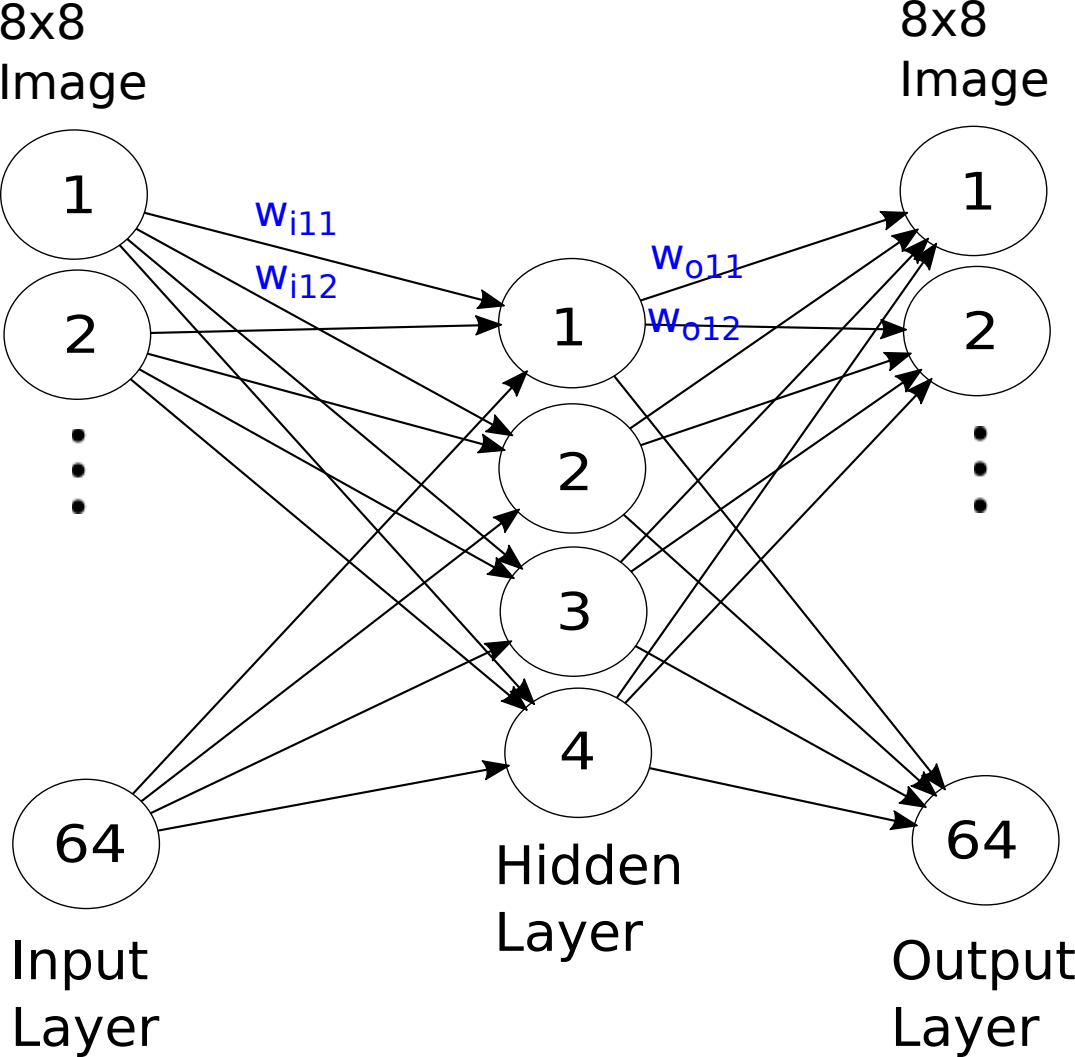 8x8
Image
8x8
Image
1
2
64
w_i11
w_i12
1
2
3
4
w_o11
w_o12
1
2
64
Input
Layer
Hidden
Layer
Output
Layer